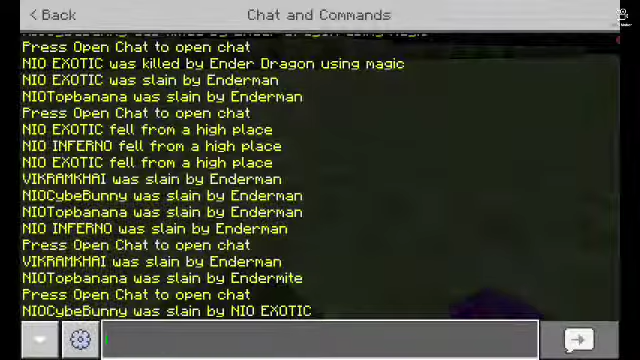 Back
Chat and Commands
Press Open Chat to open chat
NIO EXOTIC was killed by Ender Dragon using magic
NIO EXOTIC was slain by Enderman
NIOTopbanana was slain by Enderman
Press Open Chat to open chat
NIO EXOTIC fell from a high place
NIO INFERNO fell from a high place
NIO EXOTIC fell from a high place
VIKRAMKHAI was slain by Enderman
NIOCybeBunny was slain by Enderman
NIOTopbanana was slain by Enderman
NIO INFERNO was slain by Enderman
Press Open Chat to open chat
VIKRAMKHAI was slain by Enderman
NIOTopbanana was slain by Endermite
Press Open Chat to open chat
NIOCybeBunny was slain by NIO EXOTIC